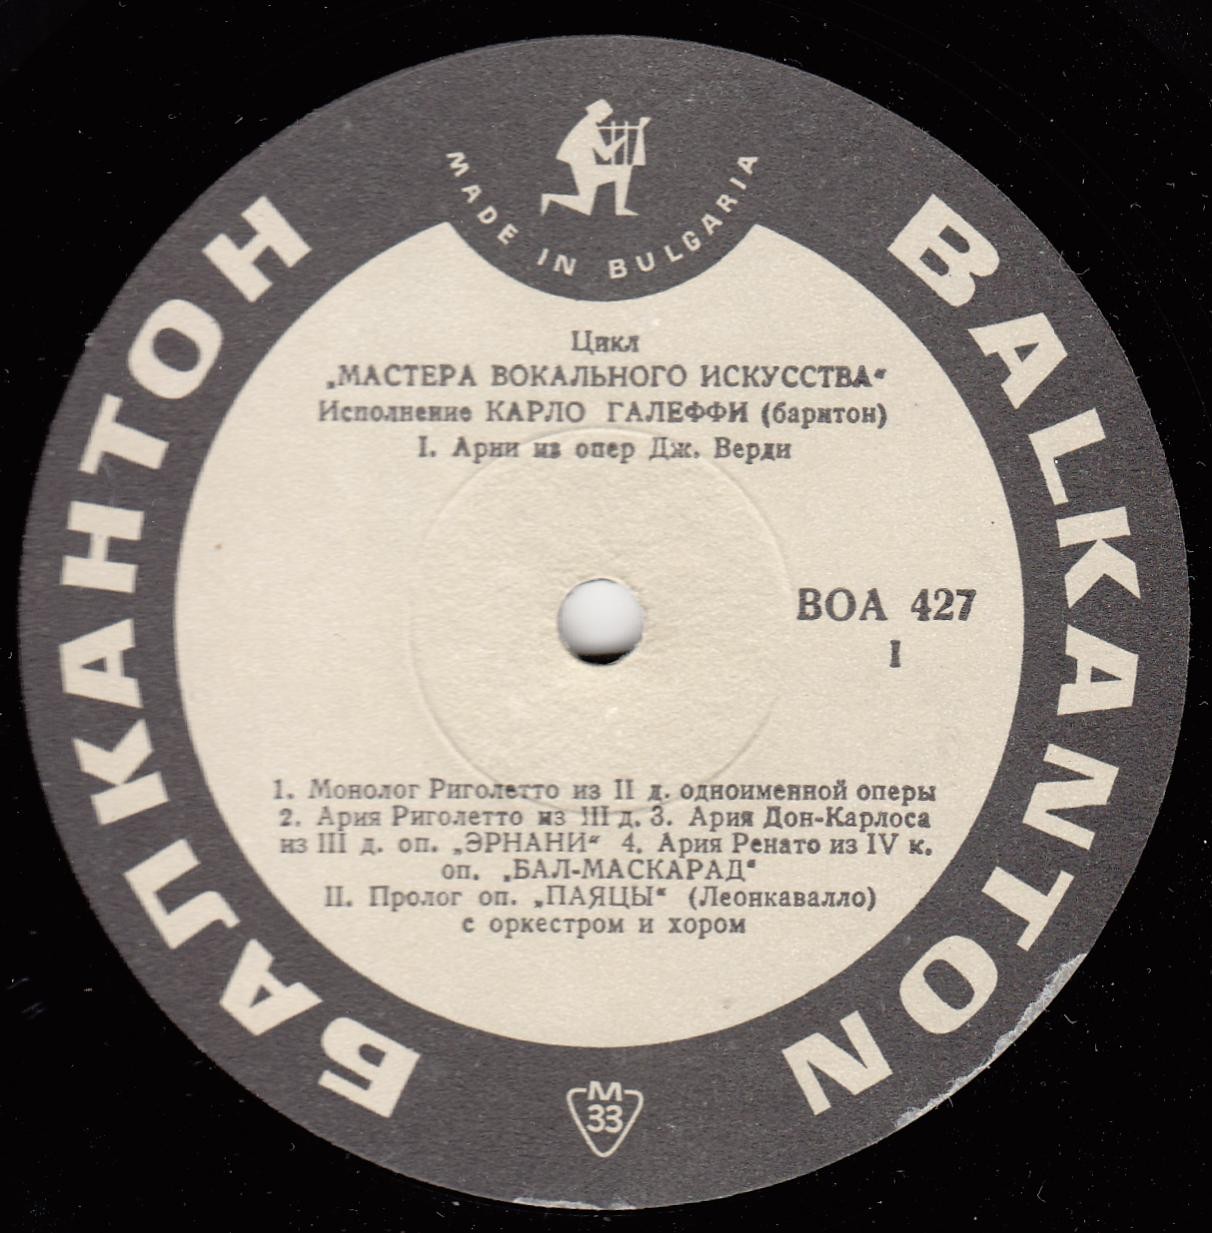 MADE IN BULGARIA
БАЛКАНТОН
BALKANTON
Цикл
„МАСТЕРА ВОКАЛЬНОГО ИСКУССТВА“
Исполнение КАРЛО ГАЛЕФФИ (баритон)
I. Арии из опер Дж. Верди
ВОА 427
I
1. Монолог Риголетто из II д. одноименной оперы
2. Ария Риголетто из III д. 3. Ария Дон-Карлоса
из III д. оп. „ЭРНАНИ“ 4. Ария Ренато из IV к.
оп. „БАЛ-МАСКАРАД“
II. Пролог оп. „ПАЯЦЫ“ (Леонкавалло)
с оркестром и хором
М
33